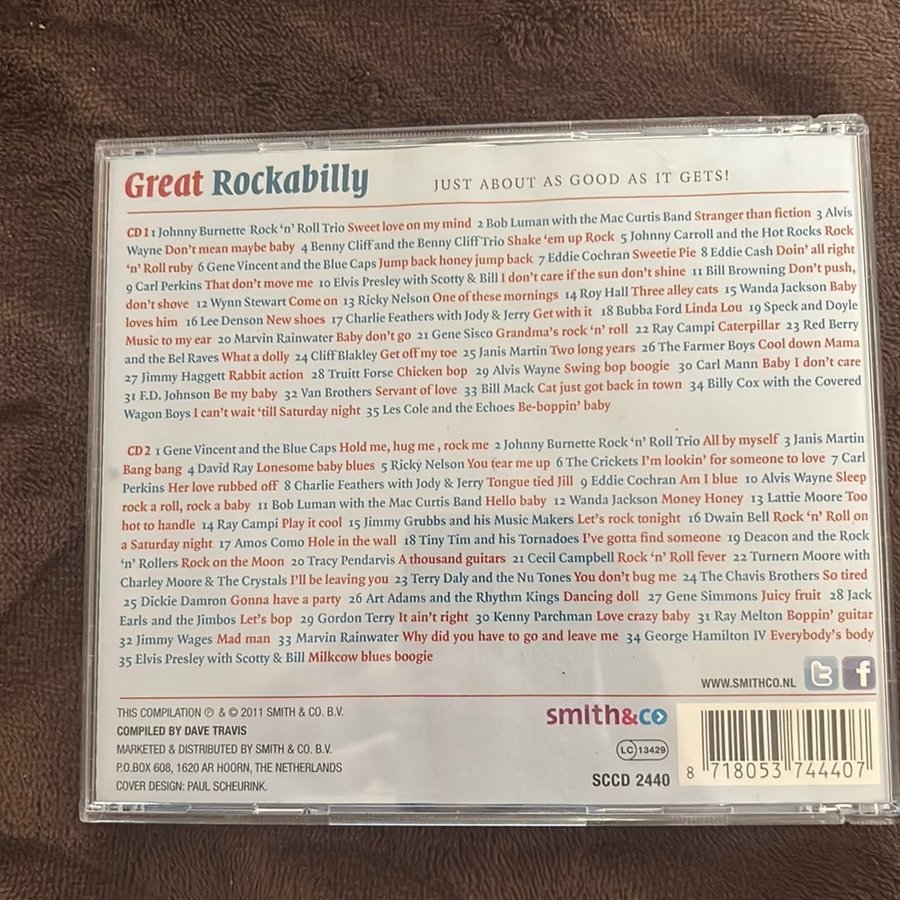 Great Rockabilly JUST ABOUT AS GOOD AS IT GETS!
CD 1 1 Johnny Burnette Rock ‘n’ Roll Trio Sweet love on my mind 2 Bob Luman with the Mac Curtis Band Stranger than fiction 3 Alvis
Wayne Don't mean maybe baby 4 Benny Cliff and the Benny Cliff Trio Shake ‘em up Rock 5 Johnny Carroll and the Hot Rocks Rock
‘n’ Roll ruby 6 Gene Vincent and the Blue Caps Jump back honey jump back 7 Eddie Cochran Sweetie Pie 8 Eddie Cash Doin’ all right
9 Carl Perkins That don't move me 10 Elvis Presley with Scotty & Bill I don't care if the sun don't shine 11 Bill Browning Don't push,
don't shove 12 Wynn Stewart Come on 13 Ricky Nelson One of these mornings 14 Roy Hall Three alley cats 15 Wanda Jackson Baby
loves him 16 Lee Denson New shoes 17 Charlie Feathers with Jody & Jerry Get with it 18 Bubba Ford Linda Lou 19 Speck and Doyle
Music to my ear 20 Marvin Rainwater Baby don't go 21 Gene Sisco Grandma's rock ‘n’ roll 22 Ray Campi Caterpillar 23 Red Berry
and the Bel Raves What a dolly 24 Cliff Blakley Get off my toe 25 Janis Martin Two long years 26 The Farmer Boys Cool down Mama
27 Jimmy Haggett Rabbit action 28 Truitt Forse Chicken bop 29 Alvis Wayne Swing bop boogie 30 Carl Mann Baby I don't care
31 F.D. Johnson Be my baby 32 Van Brothers Servant of love 33 Bill Mack Cat just got back in town 34 Billy Cox with the Covered
Wagon Boys I can't wait ‘till Saturday night 35 Les Cole and the Echoes Be-boppin’ baby
CD 2 1 Gene Vincent and the Blue Caps Hold me, hug me , rock me 2 Johnny Burnette Rock ‘n’ Roll Trio All by myself 3 Janis Martin
Bang bang 4 David Ray Lonesome baby blues 5 Ricky Nelson You tear me up 6 The Crickets I'm lookin’ for someone to love 7 Carl
Perkins Her love rubbed off 8 Charlie Feathers with Jody & Jerry Tongue tied Jill 9 Eddie Cochran Am I blue 10 Alvis Wayne Sleep
rock a roll, rock a baby 11 Bob Luman with the Mac Curtis Band Hello baby 12 Wanda Jackson Money Honey 13 Lattie Moore Too
hot to handle 14 Ray Campi Play it cool 15 Jimmy Grubbs and his Music Makers Let's rock tonight 16 Dwain Bell Rock ‘n’ Roll on
a Saturday night 17 Amos Como Hole in the wall 18 Tiny Tim and his Tornadoes I've gotta find someone 19 Deacon and the Rock
‘n’ Rollers Rock on the Moon 20 Tracy Pendarvis A thousand guitars 21 Cecil Campbell Rock ‘n’ Roll fever 22 Turnern Moore with
Charley Moore & The Crystals I'll be leaving you 23 Terry Daly and the Nu Tones You don't bug me 24 The Chavis Brothers So tired
25 Dickie Damron Gonna have a party 26 Art Adams and the Rhythm Kings Dancing doll 27 Gene Simmons Juicy fruit 28 Jack
Earls and the Jimbos Let's bop 29 Gordon Terry It ain't right 30 Kenny Parchman Love crazy baby 31 Ray Melton Boppin’ guitar
32 Jimmy Wages Mad man 33 Marvin Rainwater Why did you have to go and leave me 34 George Hamilton IV Everybody's body
35 Elvis Presley with Scotty & Bill Milkcow blues boogie
WWW.SMITHCO.NL
THIS COMPILATION ℗ & © 2011 SMITH & CO. B.V.
COMPILED BY DAVE TRAVIS
MARKETED & DISTRIBUTED BY SMITH & CO. B.V.
P.O.BOX 608, 1620 AR HOORN, THE NETHERLANDS
COVER DESIGN: PAUL SCHEURINK.
smith&co
LC 13429
SCCD 2440
8 718053 744407